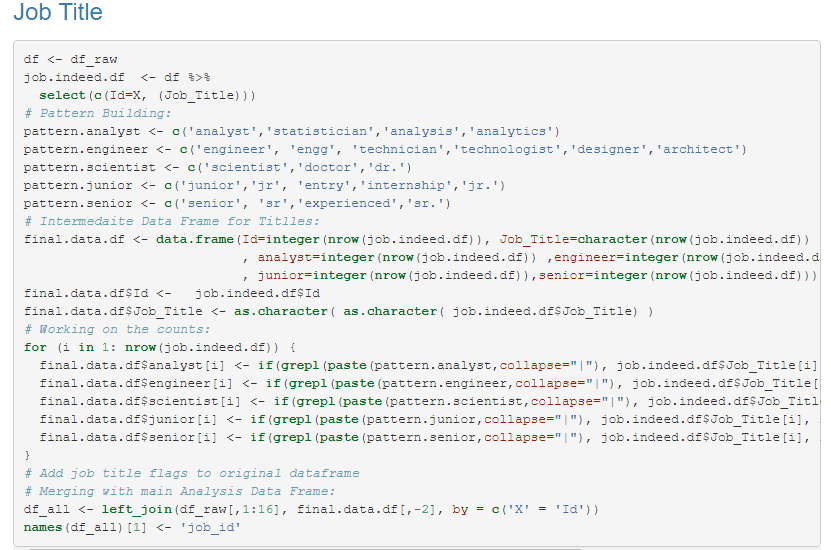 Job Title
df <- df_raw
job.indeed.df  <- df %>%
  select(c(Id=X, (Job_Title)))
# Pattern Building:
pattern.analyst <- c('analyst','statistician','analysis','analytics')
pattern.engineer <- c('engineer', 'engg', 'technician','technologist','designer','architect')
pattern.scientist <- c('scientist','doctor','dr.')
pattern.junior <- c('junior','jr', 'entry','internship','jr.')
pattern.senior <- c('senior', 'sr','experienced','sr.')
# Intermedaite Data Frame for Titlles:
final.data.df <- data.frame(Id=integer(nrow(job.indeed.df)), Job_Title=character(nrow(job.indeed.df))
                            , analyst=integer(nrow(job.indeed.df)) ,engineer=integer(nrow(job.indeed.d
                            , junior=integer(nrow(job.indeed.df)),senior=integer(nrow(job.indeed.df)))
final.data.df$Id <-   job.indeed.df$Id
final.data.df$Job_Title <- as.character( as.character( job.indeed.df$Job_Title) )
# Working on the counts:
for (i in 1: nrow(job.indeed.df)) {
  final.data.df$analyst[i] <- if(grepl(paste(pattern.analyst,collapse="|"), job.indeed.df$Job_Title[i]
  final.data.df$engineer[i] <- if(grepl(paste(pattern.engineer,collapse="|"), job.indeed.df$Job_Title[
  final.data.df$scientist[i] <- if(grepl(paste(pattern.scientist,collapse="|"), job.indeed.df$Job_Titl
  final.data.df$junior[i] <- if(grepl(paste(pattern.junior,collapse="|"), job.indeed.df$Job_Title[i],
  final.data.df$senior[i] <- if(grepl(paste(pattern.senior,collapse="|"), job.indeed.df$Job_Title[i],
}
# Add job title flags to original dataframe
# Merging with main Analysis Data Frame:
df_all <- left_join(df_raw[,1:16], final.data.df[,-2], by = c('X' = 'Id'))
names(df_all)[1] <- 'job_id'